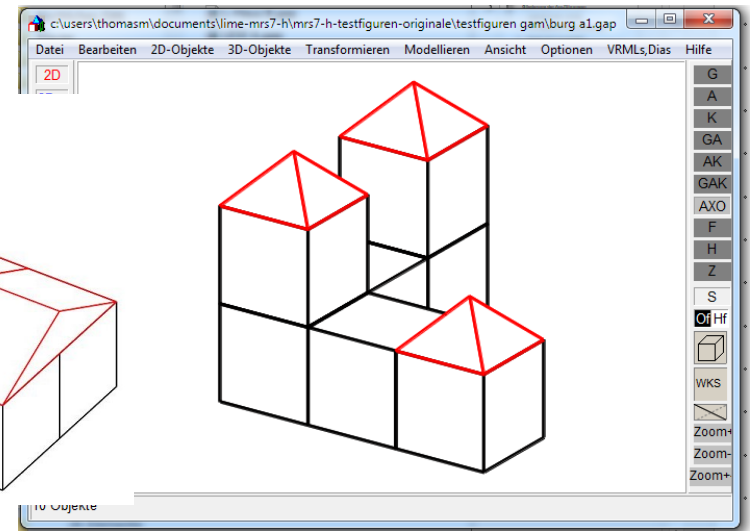 c:\users\thomasm\documents\lime-mrs7-h\mrs7-h-testfiguren-originale\testfiguren gam\burg a1.gap
Datei Bearbeiten 2D-Objekte 3D-Objekte Transformieren Modellieren Ansicht Optionen VRMLs,Dias Hilfe
2D
G
A
K
GA
AK
GAK
AXO
F
H
Z
S
Of Hf
WKS
Zoom+
Zoom-
Zoom+-
10 Objekte